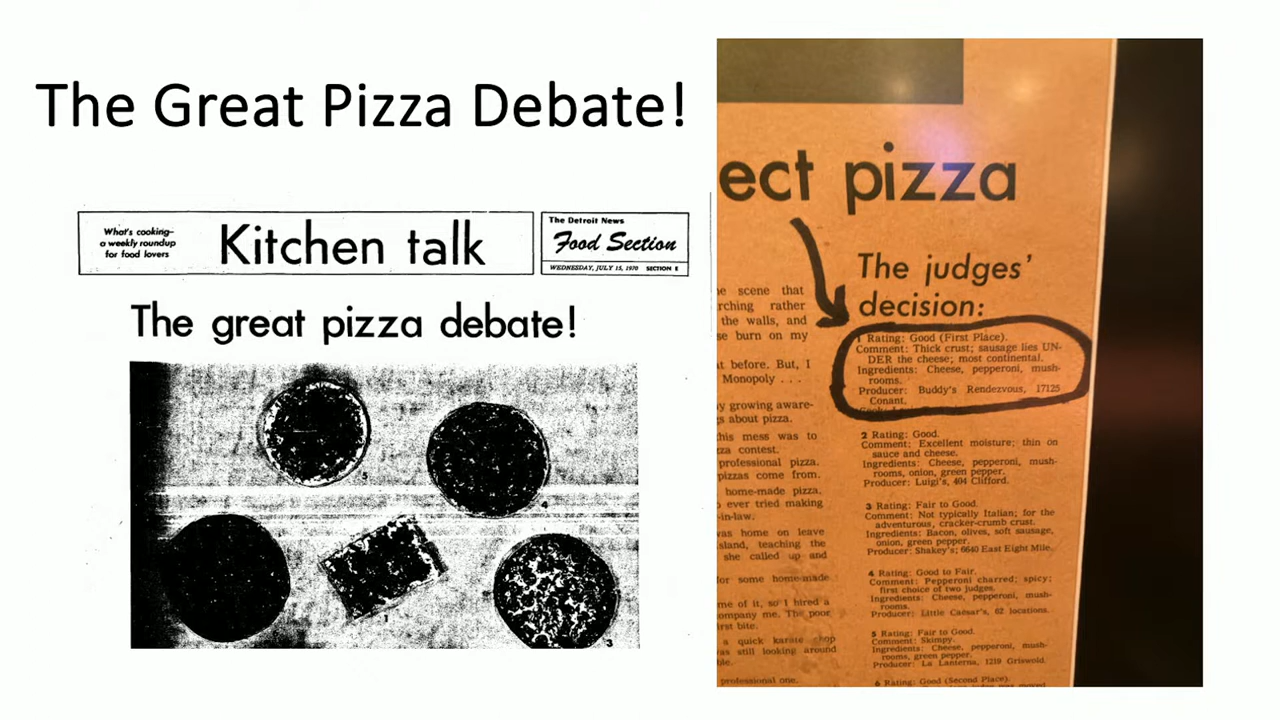 The Great Pizza Debate!
What's cooking—
a weekly roundup
for food lovers
Kitchen talk
The Detroit News
Food Section
WEDNESDAY, JULY 15, 1970 SECTION E
The great pizza debate!
5
4
1
3
ect pizza
The judges'
decision:
1 Rating: Good (First Place).
Comment: Thick crust; sausage lies UN-
DER the cheese; most continental.
Ingredients: Cheese, pepperoni, mush-
rooms.
Producer: Buddy's Rendezvous, 17125
Conant.
2 Rating: Good.
Comment: Excellent moisture; thin on
sauce and cheese.
Ingredients: Cheese, pepperoni, mush-
rooms, onion, green pepper.
Producer: Luigi's, 404 Clifford.
3 Rating: Fair to Good.
Comment: Not typically Italian; for the
adventurous, cracker-crumb crust.
Ingredients: Bacon, olives, soft sausage,
onion, green pepper.
Producer: Shakey's; 6640 East Eight Mile.
4 Rating: Good to Fair.
Comment: Pepperoni charred; spicy;
first choice of two judges.
Ingredients: Cheese, pepperoni, mush-
rooms.
Producer: Little Caesar's, 62 locations.
5 Rating: Fair to Good.
Comment: Skimpy.
Ingredients: Cheese, pepperoni, mush-
rooms, green pepper.
Producer: La Lanterna, 1219 Griswold.
6 Rating: Good (Second Place).
scene that
rching rather
the walls, and
se burn on my
at before. But, I
Monopoly . . .
y growing aware-
s about pizza.
his mess was to
zza contest.
professional pizza.
pizzas come from.
home-made pizza,
ever tried making
-in-law.
was home on leave
sland, teaching the
she called up and
for some home-made
me of it, so I hired a
ompany me. The poor
irst bite.
a quick karate chop
was still looking around
ble.
professional one.